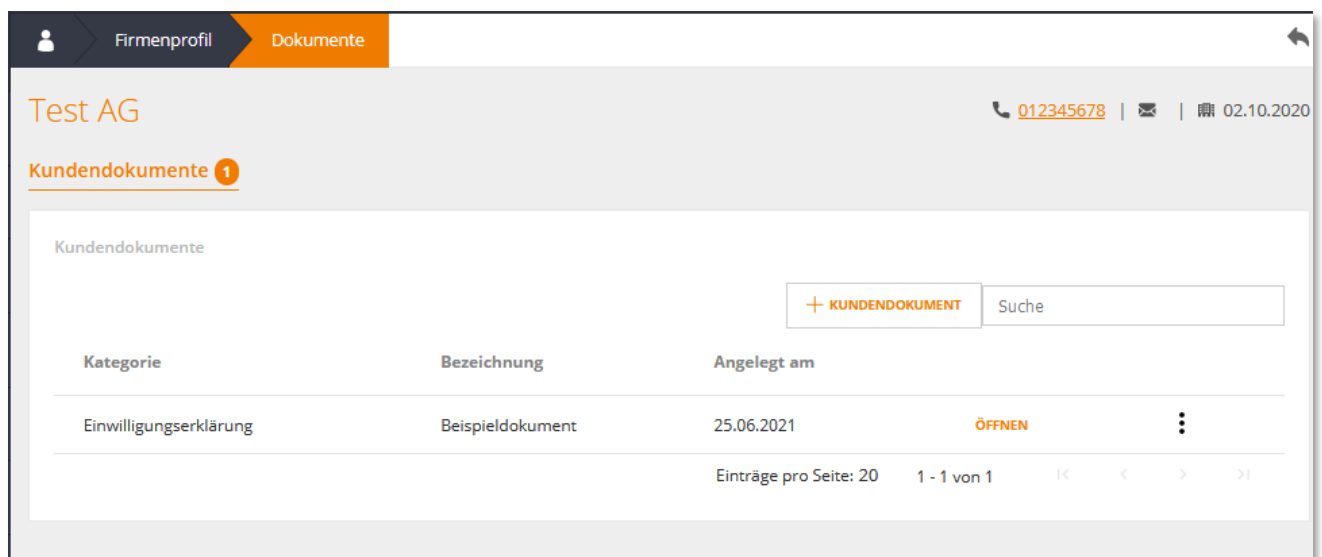 Firmenprofil Dokumente
Test AG 012345678 | | 02.10.2020
Kundendokumente 1
Kundendokumente
+ KUNDENDOKUMENT Suche
Kategorie Bezeichnung Angelegt am
Einwilligungserklärung Beispieldokument 25.06.2021 ÖFFNEN
Einträge pro Seite: 20 1 - 1 von 1